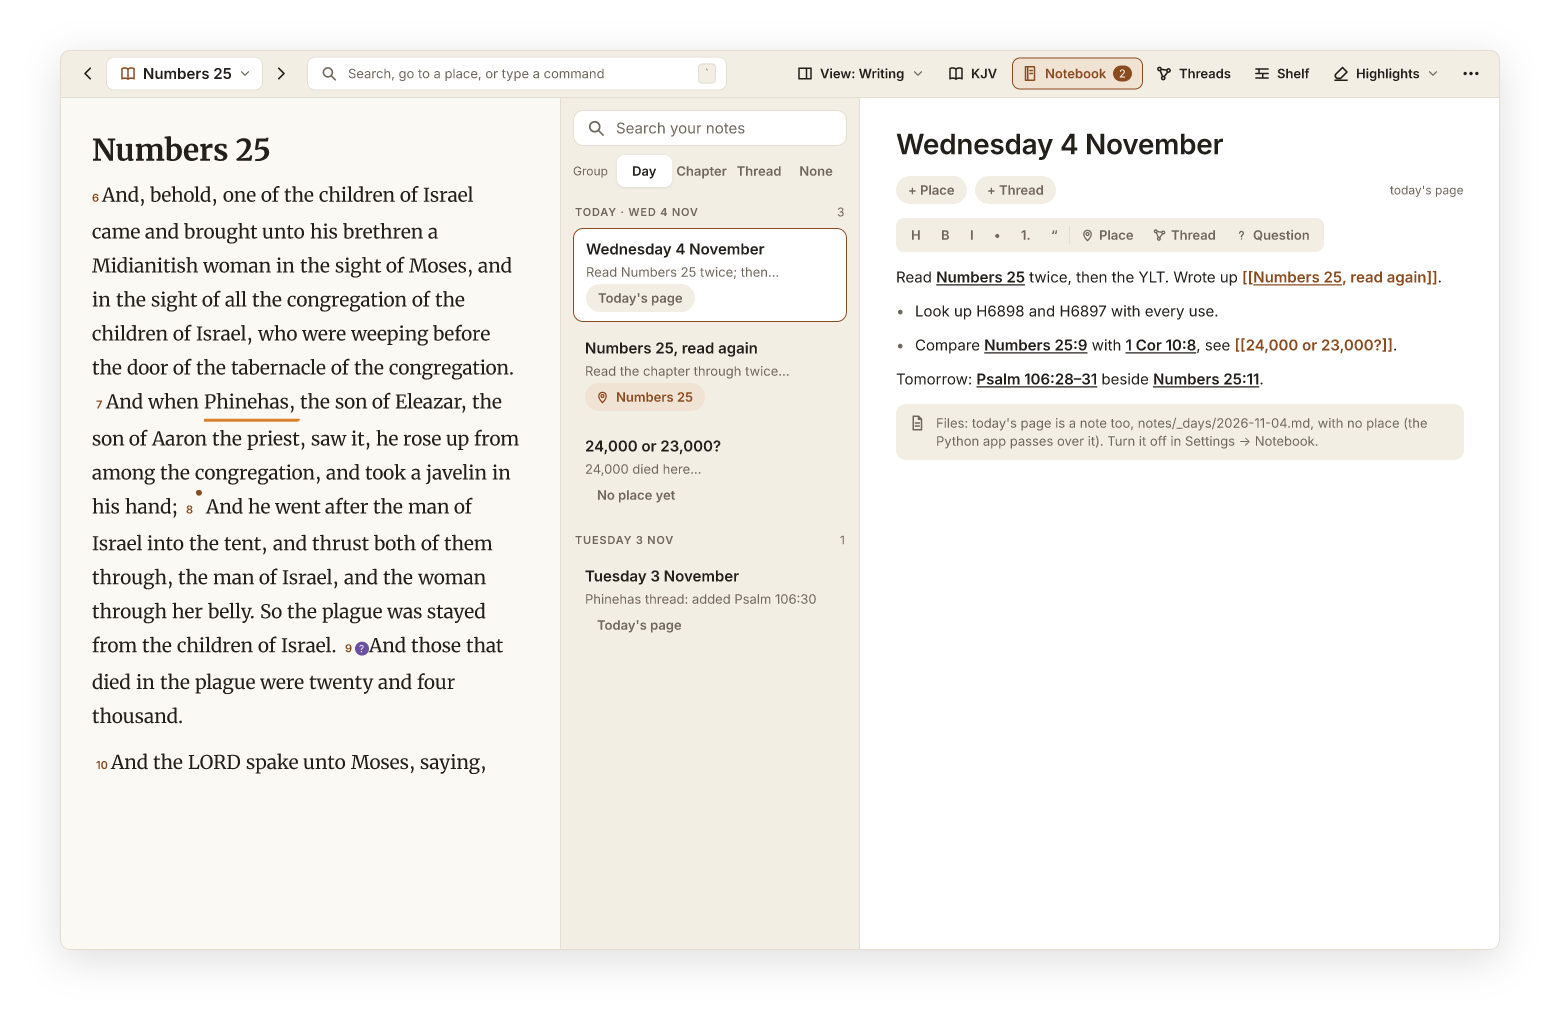 Numbers 25
Search, go to a place, or type a command
`
View: Writing
KJV
Notebook 2
Threads
Shelf
Highlights
Numbers 25
6 And, behold, one of the children of Israel
came and brought unto his brethren a
Midianitish woman in the sight of Moses, and
in the sight of all the congregation of the
children of Israel, who were weeping before
the door of the tabernacle of the congregation.
7 And when Phinehas, the son of Eleazar, the
son of Aaron the priest, saw it, he rose up from
among the congregation, and took a javelin in
his hand; 8 And he went after the man of
Israel into the tent, and thrust both of them
through, the man of Israel, and the woman
through her belly. So the plague was stayed
from the children of Israel. 9 ? And those that
died in the plague were twenty and four
thousand.
10 And the LORD spake unto Moses, saying,
Search your notes
Group Day Chapter Thread None
TODAY · WED 4 NOV 3
Wednesday 4 November
Read Numbers 25 twice; then...
Today's page
Numbers 25, read again
Read the chapter through twice...
Numbers 25
24,000 or 23,000?
24,000 died here...
No place yet
TUESDAY 3 NOV 1
Tuesday 3 November
Phinehas thread: added Psalm 106:30
Today's page
Wednesday 4 November
+ Place + Thread today's page
H B I • 1. “ Place Thread ? Question
Read Numbers 25 twice, then the YLT. Wrote up [[Numbers 25, read again]].
• Look up H6898 and H6897 with every use.
• Compare Numbers 25:9 with 1 Cor 10:8, see [[24,000 or 23,000?]].
Tomorrow: Psalm 106:28–31 beside Numbers 25:11.
Files: today's page is a note too, notes/_days/2026-11-04.md, with no place (the
Python app passes over it). Turn it off in Settings → Notebook.